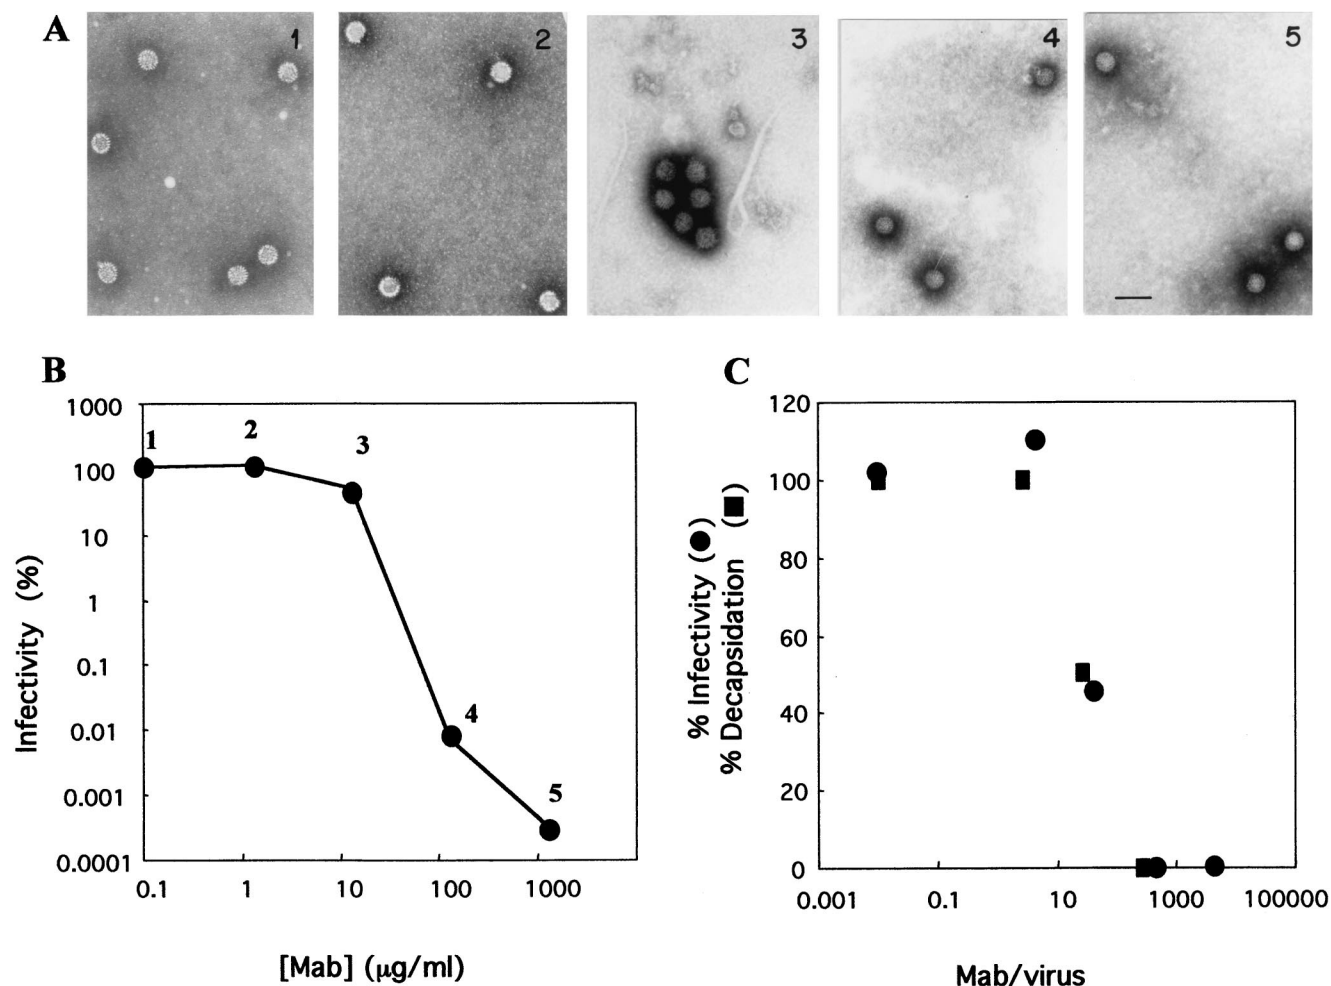 A
1
2
3
4
5
B
Infectivity (%)
1000
100
10
1
0.1
0.01
0.001
0.0001
1
2
3
4
5
0.1 1 10 100 1000
[Mab] (µg/ml)
C
% Infectivity (●)
% Decapsidation (■)
120
100
80
60
40
20
0
0.001 0.1 10 1000 100000
Mab/virus